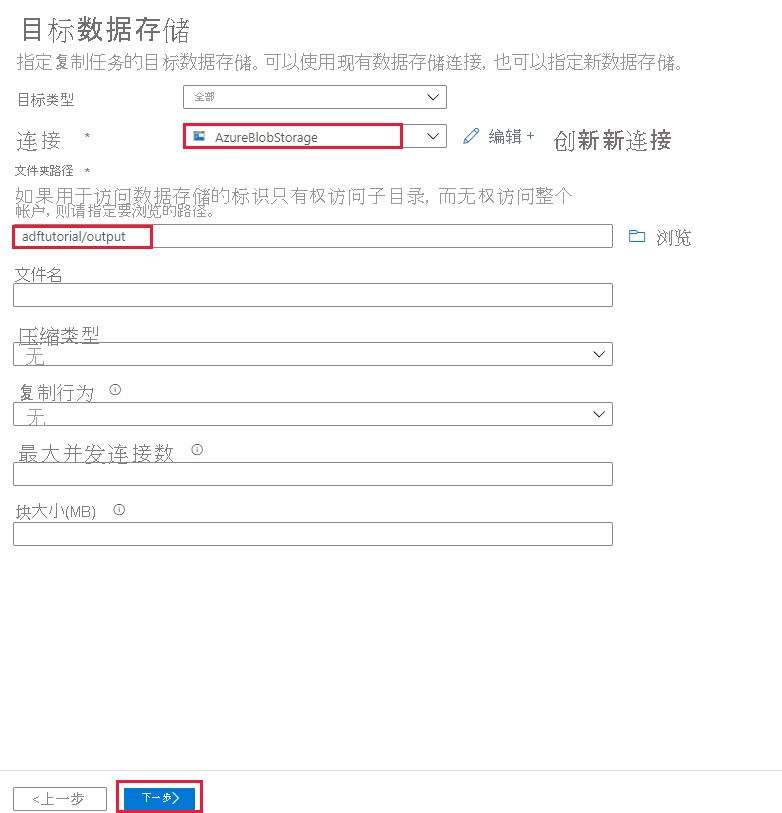 目标数据存储
指定复制任务的目标数据存储。可以使用现有数据存储连接, 也可以指定新数据存储。
目标类型 全部
连接 * AzureBlobStorage 编辑 + 创新新连接
文件夹路径 *
如果用于访问数据存储的标识只有权访问子目录, 而无权访问整个
帐户, 则请指定要浏览的路径。
adftutorial/output 浏览
文件名
压缩类型
无
复制行为
无
最大并发连接数
块大小(MB)
<上一步 下一步>